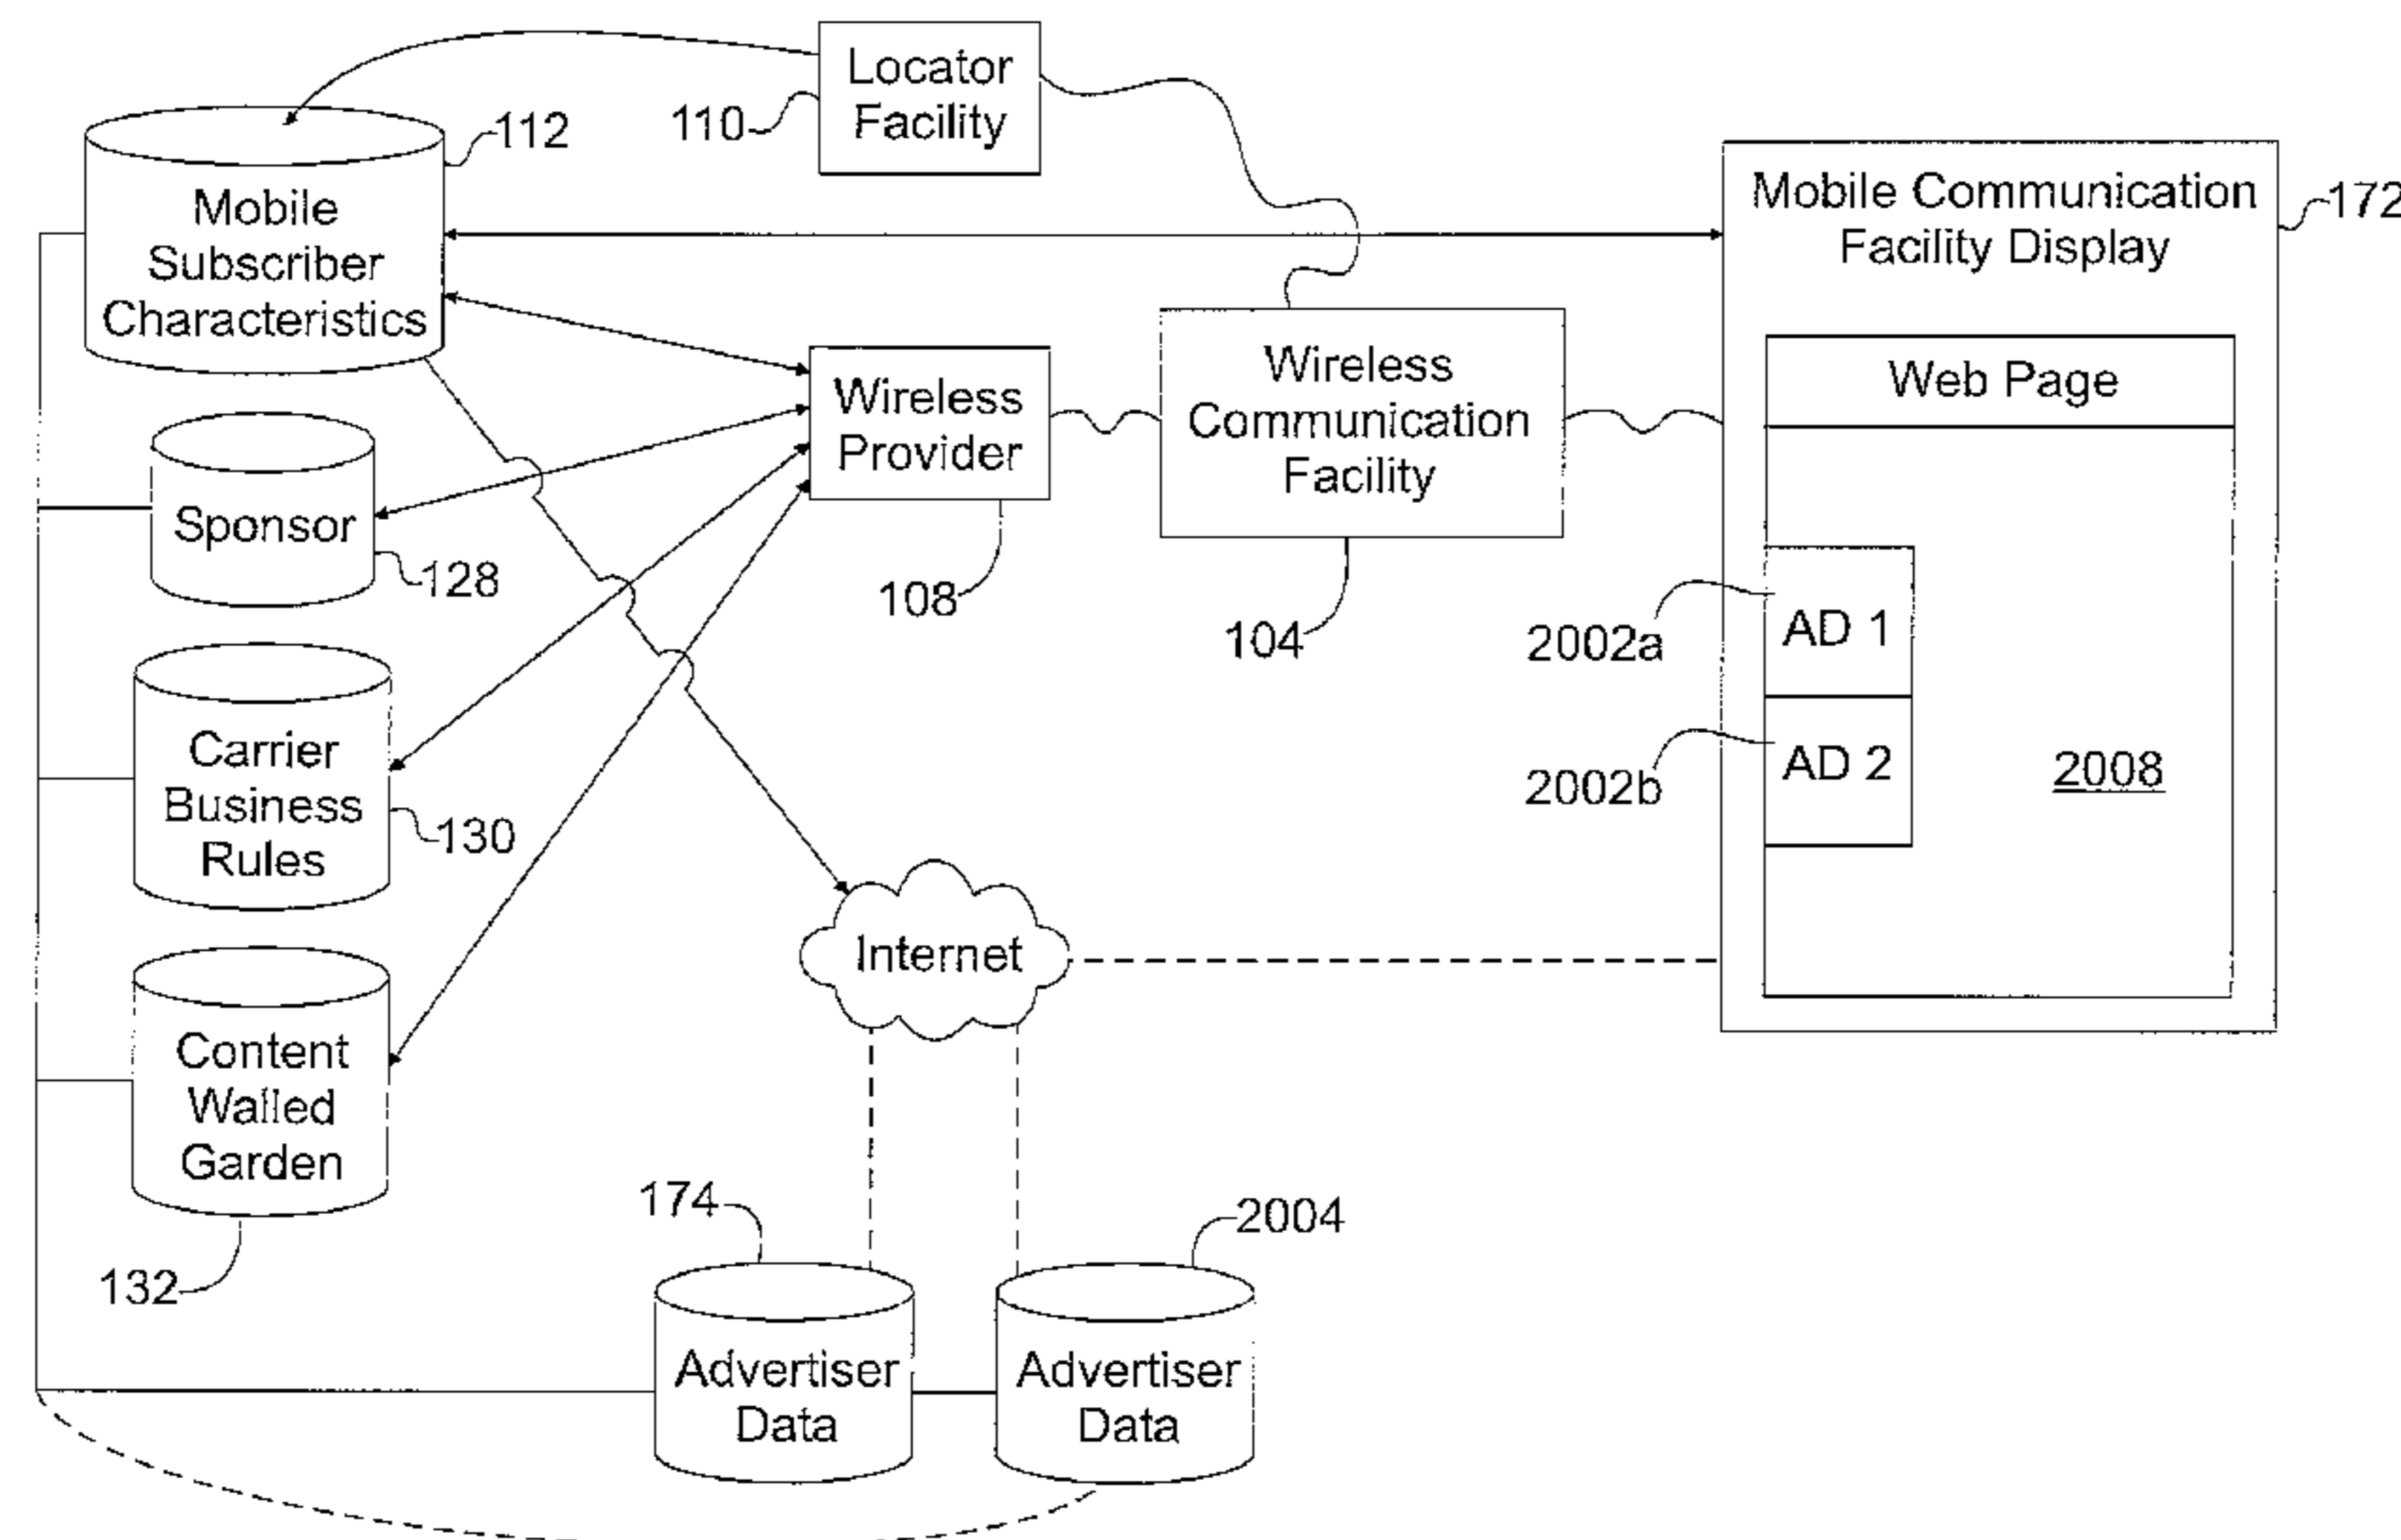 Locator
Facility
110
112
Mobile
Subscriber
Characteristics
Mobile Communication
Facility Display
172
Web Page
Wireless
Provider
108
Wireless
Communication
Facility
104
Sponsor
128
2002a
AD 1
2002b
AD 2
2008
Carrier
Business
Rules
130
Internet
Content
Walled
Garden
132
174
2004
Advertiser
Data
Advertiser
Data